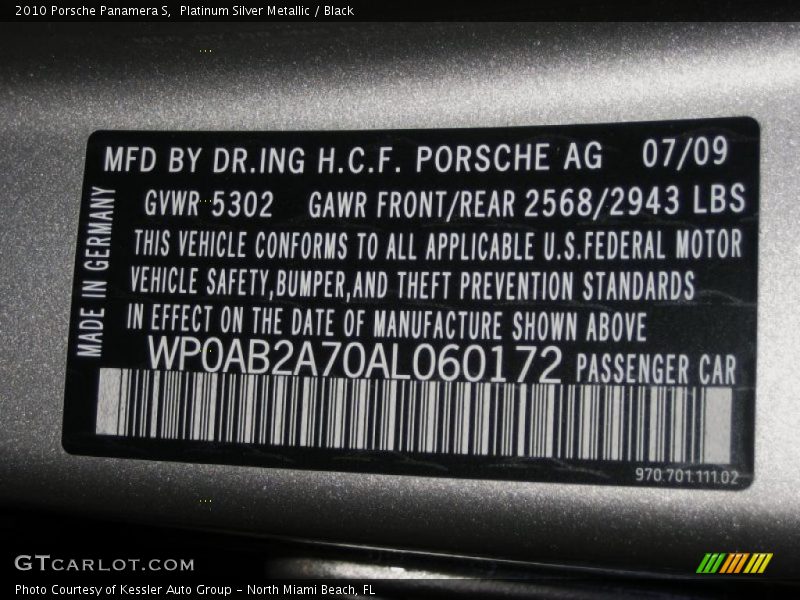 2010 Porsche Panamera S,  Platinum Silver Metallic / Black
MFD BY DR.ING H.C.F. PORSCHE AG 07/09
GVWR 5302 GAWR FRONT/REAR 2568/2943 LBS
MADE IN GERMANY
THIS VEHICLE CONFORMS TO ALL APPLICABLE U.S.FEDERAL MOTOR
VEHICLE SAFETY,BUMPER,AND THEFT PREVENTION STANDARDS
IN EFFECT ON THE DATE OF MANUFACTURE SHOWN ABOVE
WP0AB2A70AL060172 PASSENGER CAR
970.701.111.02
GTCARLOT.COM
Photo Courtesy of Kessler Auto Group - North Miami Beach, FL